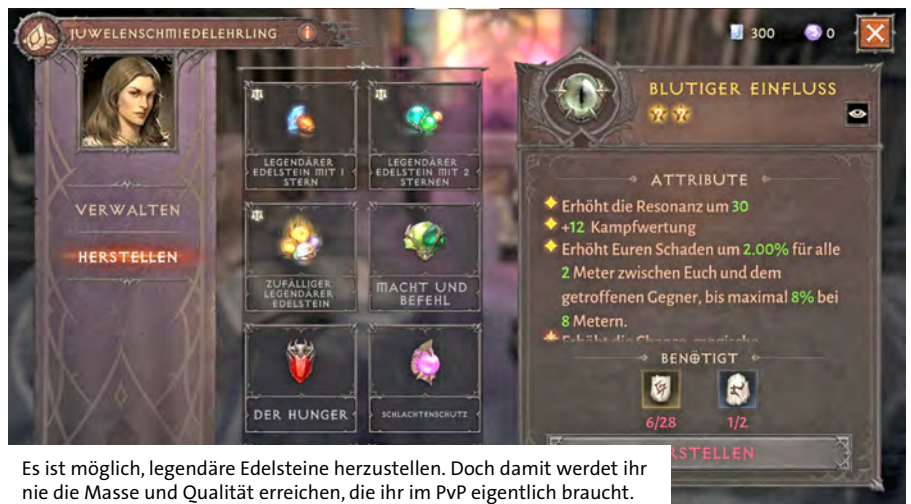 JUWELENSCHMIEDELEHRLING
300
0
VERWALTEN
HERSTELLEN
LEGENDÄRER
EDELSTEIN MIT 1
STERN
LEGENDÄRER
EDELSTEIN MIT 2
STERNEN
ZUFÄLLIGER
LEGENDÄRER
EDELSTEIN
MACHT UND
BEFEHL
DER HUNGER
SCHLACHTENSCHUTZ
BLUTIGER EINFLUSS
ATTRIBUTE
Erhöht die Resonanz um 30
+12 Kampfwertung
Erhöht Euren Schaden um 2.00% für alle
2 Meter zwischen Euch und dem
getroffenen Gegner, bis maximal 8% bei
8 Metern.
Erhöht die Chance, magische
BENÖTIGT
6/28
1/2
RSTELLEN
Es ist möglich, legendäre Edelsteine herzustellen. Doch damit werdet ihr
nie die Masse und Qualität erreichen, die ihr im PvP eigentlich braucht.